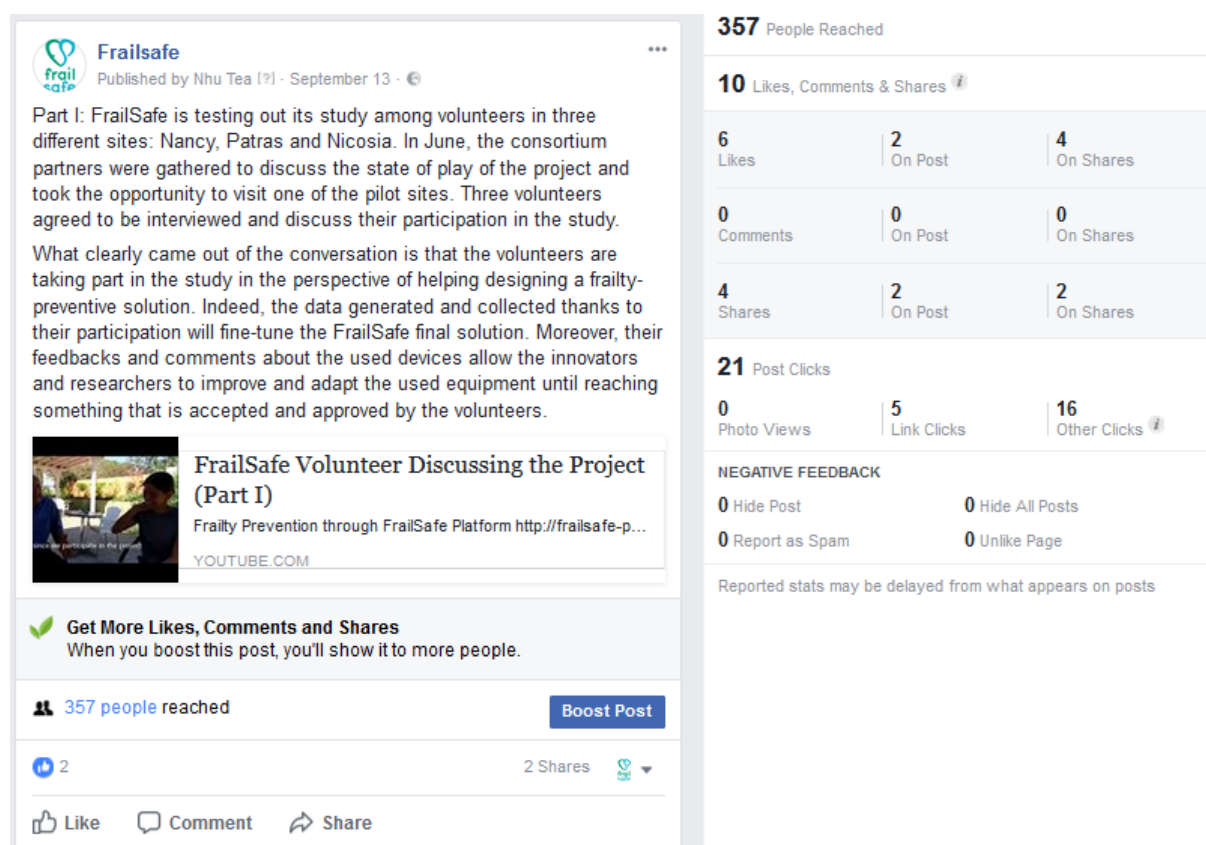 frail
safe
Frailsafe
Published by Nhu Tea [?] · September 13 ·
Part I: FrailSafe is testing out its study among volunteers in three
different sites: Nancy, Patras and Nicosia. In June, the consortium
partners were gathered to discuss the state of play of the project and
took the opportunity to visit one of the pilot sites. Three volunteers
agreed to be interviewed and discuss their participation in the study.
What clearly came out of the conversation is that the volunteers are
taking part in the study in the perspective of helping designing a frailty-
preventive solution. Indeed, the data generated and collected thanks to
their participation will fine-tune the FrailSafe final solution. Moreover, their
feedbacks and comments about the used devices allow the innovators
and researchers to improve and adapt the used equipment until reaching
something that is accepted and approved by the volunteers.
since we participate in the project
FrailSafe Volunteer Discussing the Project
(Part I)
Frailty Prevention through FrailSafe Platform http://frailsafe-p...
YOUTUBE.COM
Get More Likes, Comments and Shares
When you boost this post, you'll show it to more people.
357 people reached
Boost Post
2
2 Shares
Like Comment Share
357 People Reached
10 Likes, Comments & Shares
6 2 4
Likes On Post On Shares
0 0 0
Comments On Post On Shares
4 2 2
Shares On Post On Shares
21 Post Clicks
0 5 16
Photo Views Link Clicks Other Clicks
NEGATIVE FEEDBACK
0 Hide Post 0 Hide All Posts
0 Report as Spam 0 Unlike Page
Reported stats may be delayed from what appears on posts